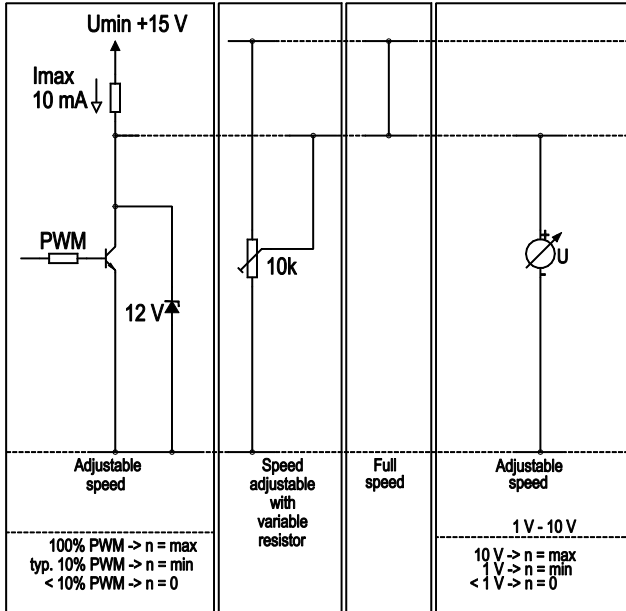 Umin +15 V
Imax
10 mA
PWM
12 V
Adjustable
speed
100% PWM -> n = max
typ. 10% PWM -> n = min
< 10% PWM -> n = 0
10k
Speed
adjustable
with
variable
resistor
Full
speed
+
U
-
Adjustable
speed
1 V - 10 V
10 V -> n = max
1 V -> n = min
< 1 V -> n = 0